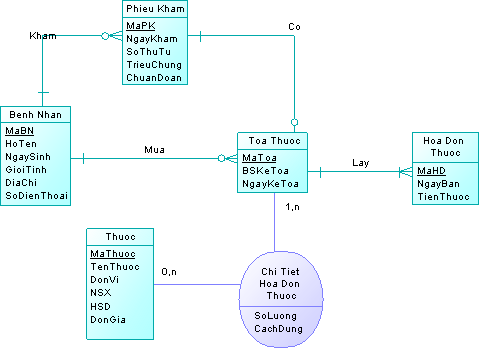 Phieu Kham
MaPK
NgayKham
SoThuTu
TrieuChung
ChuanDoan
Kham
Co
Benh Nhan
MaBN
HoTen
NgaySinh
GioiTinh
DiaChi
SoDienThoai
Mua
Toa Thuoc
MaToa
BSKeToa
NgayKeToa
Lay
Hoa Don
Thuoc
MaHD
NgayBan
TienThuoc
1,n
Thuoc
MaThuoc
TenThuoc
DonVi
NSX
HSD
DonGia
0,n
Chi Tiet
Hoa Don
Thuoc
SoLuong
CachDung